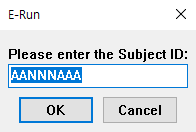 E-Run
Please enter the Subject ID:
AANNNAAA
OK
Cancel